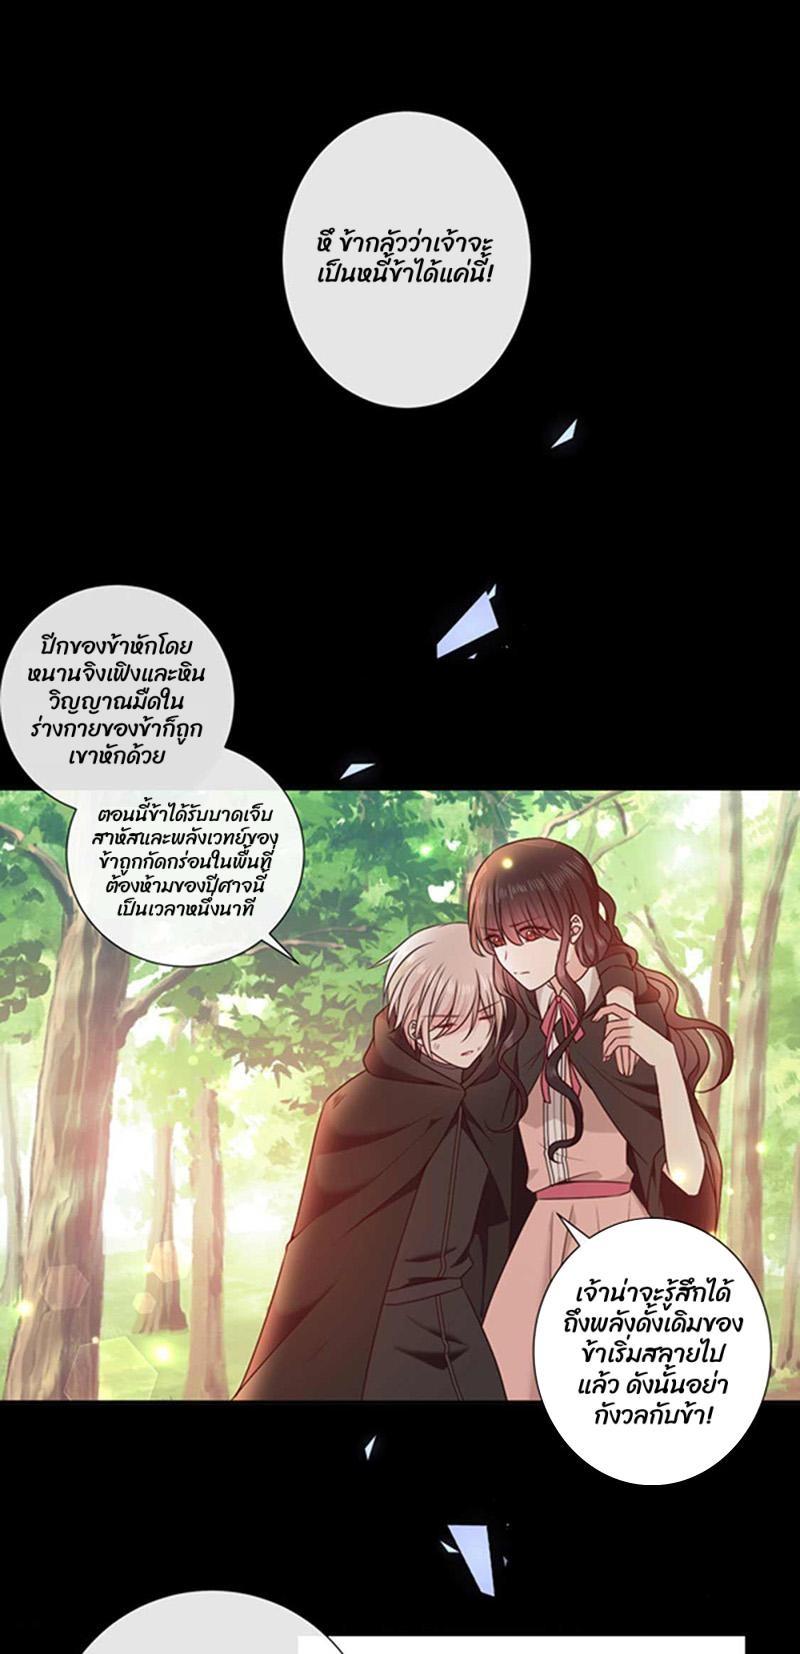 หึ ข้ากลัวว่าเจ้าจะ
เป็นหนี้ข้าได้แค่นี้!
ปีกของข้าหักโดย
หนานจิงเฟิงและหิน
วิญญาณมืดใน
ร่างกายของข้าก็ถูก
เขาหักด้วย
ตอนนี้ข้าได้รับบาดเจ็บ
สาหัสและพลังเวทย์ของ
ข้าถูกกัดกร่อนในพื้นที่
ต้องห้ามของปีศาจนี้
เป็นเวลาหนึ่งนาที
เจ้าน่าจะรู้สึกได้
ถึงพลังดั้งเดิมของ
ข้าเริ่มสลายไป
แล้ว ดังนั้นอย่า
กังวลกับข้า!